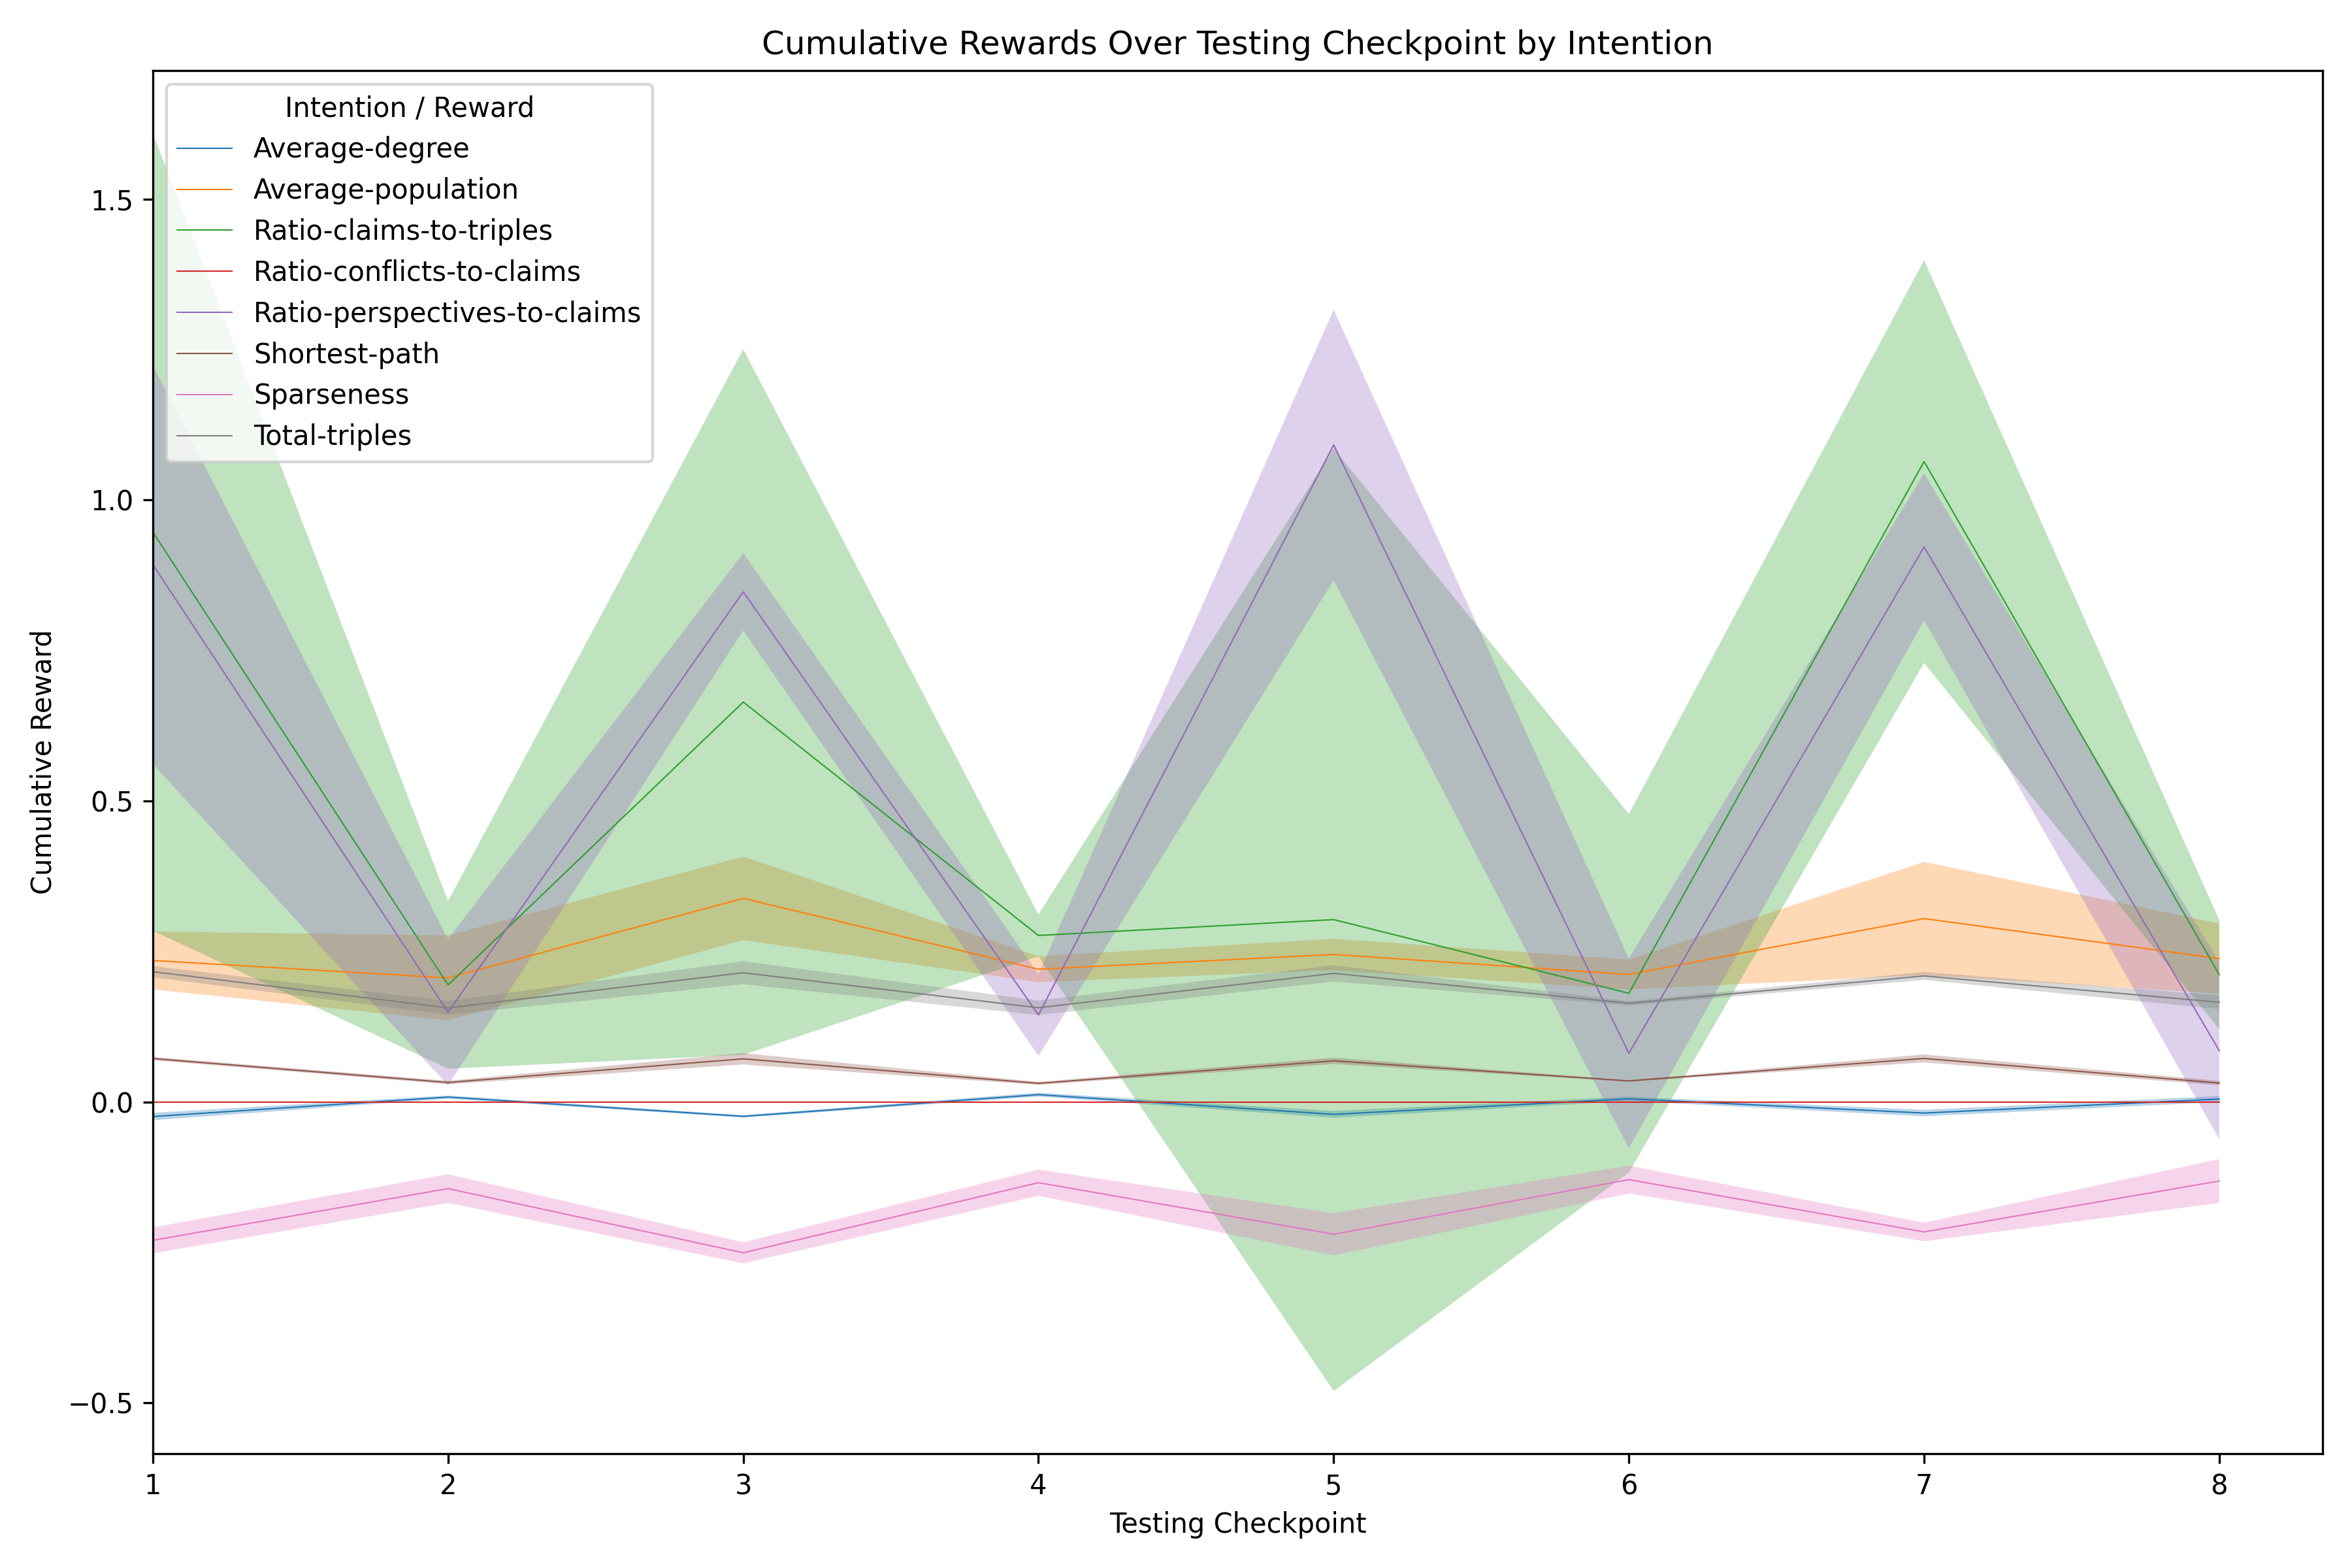 Cumulative Rewards Over Testing Checkpoint by Intention
Intention / Reward
Average-degree
Average-population
Ratio-claims-to-triples
Ratio-conflicts-to-claims
Ratio-perspectives-to-claims
Shortest-path
Sparseness
Total-triples
1.5
1.0
0.5
0.0
−0.5
Cumulative Reward
1 2 3 4 5 6 7 8
Testing Checkpoint